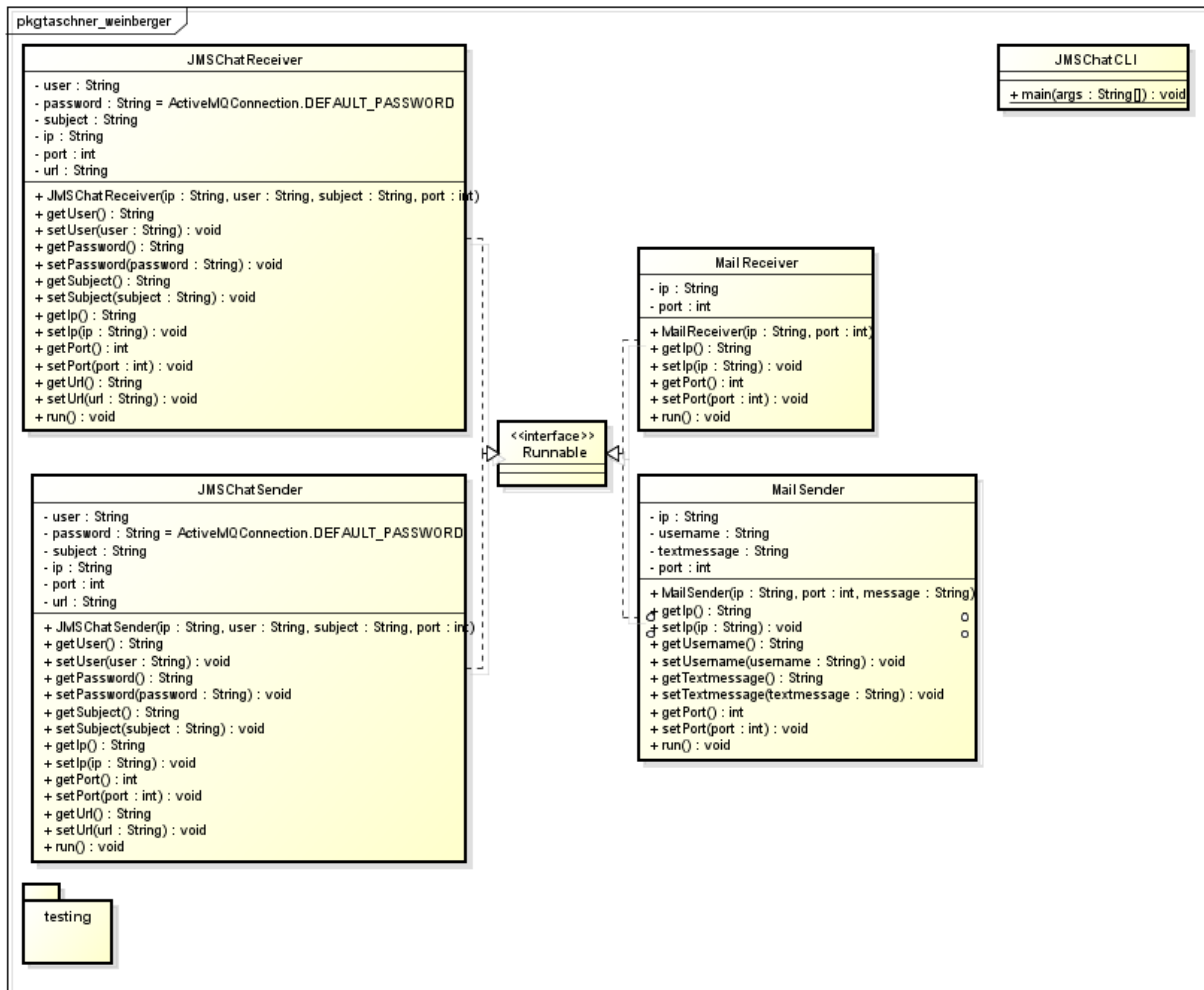 pkgtaschner_weinberger
JMSChatReceiver
- user : String
- password : String = ActiveMQConnection.DEFAULT_PASSWORD
- subject : String
- ip : String
- port : int
- url : String
+ JMSChatReceiver(ip : String, user : String, subject : String, port : int)
+ getUser() : String
+ setUser(user : String) : void
+ getPassword() : String
+ setPassword(password : String) : void
+ getSubject() : String
+ setSubject(subject : String) : void
+ getIp() : String
+ setIp(ip : String) : void
+ getPort() : int
+ setPort(port : int) : void
+ getUrl() : String
+ setUrl(url : String) : void
+ run() : void
JMSChatCLI
+ main(args : String[]) : void
MailReceiver
- ip : String
- port : int
+ MailReceiver(ip : String, port : int)
+ getIp() : String
+ setIp(ip : String) : void
+ getPort() : int
+ setPort(port : int) : void
+ run() : void
<<interface>>
Runnable
JMSChatSender
- user : String
- password : String = ActiveMQConnection.DEFAULT_PASSWORD
- subject : String
- ip : String
- port : int
- url : String
+ JMSChatSender(ip : String, user : String, subject : String, port : int)
+ getUser() : String
+ setUser(user : String) : void
+ getPassword() : String
+ setPassword(password : String) : void
+ getSubject() : String
+ setSubject(subject : String) : void
+ getIp() : String
+ setIp(ip : String) : void
+ getPort() : int
+ setPort(port : int) : void
+ getUrl() : String
+ setUrl(url : String) : void
+ run() : void
MailSender
- ip : String
- username : String
- textmessage : String
- port : int
+ MailSender(ip : String, port : int, message : String)
+ getIp() : String
+ setIp(ip : String) : void
+ getUsername() : String
+ setUsername(username : String) : void
+ getTextmessage() : String
+ setTextmessage(textmessage : String) : void
+ getPort() : int
+ setPort(port : int) : void
+ run() : void
testing